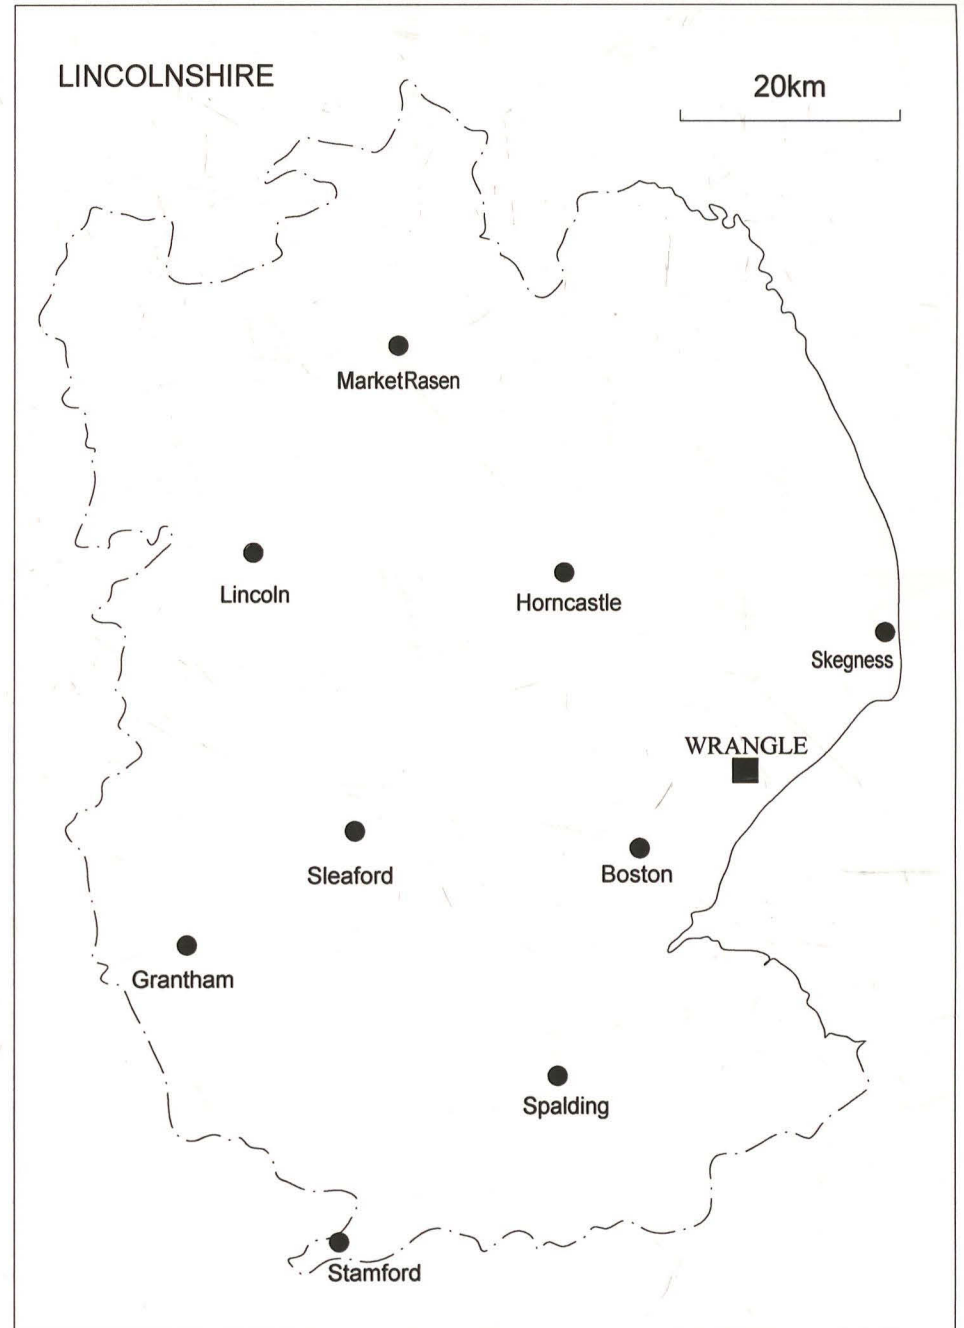 LINCOLNSHIRE
20km
MarketRasen
Lincoln
Horncastle
Skegness
WRANGLE
Sleaford
Boston
Grantham
Spalding
Stamford